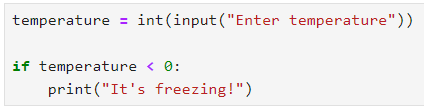 temperature = int(input("Enter temperature"))
if temperature < 0:
    print("It's freezing!")